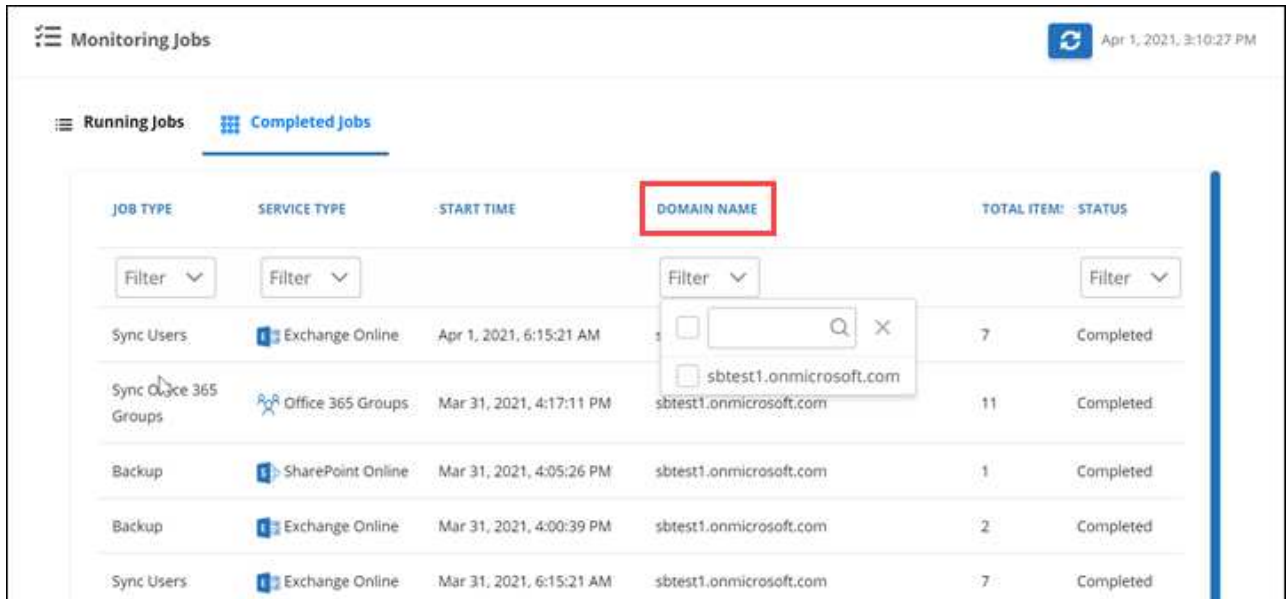 Monitoring Jobs
Apr 1, 2021, 3:10:27 PM
Running Jobs Completed Jobs
JOB TYPE SERVICE TYPE START TIME DOMAIN NAME TOTAL ITEM: STATUS
Filter Filter Filter Filter
Sync Users Exchange Online Apr 1, 2021, 6:15:21 AM 7 Completed
sbtest1.onmicrosoft.com
Sync Office 365
Groups
Office 365 Groups Mar 31, 2021, 4:17:11 PM sbtest1.onmicrosoft.com 11 Completed
Backup SharePoint Online Mar 31, 2021, 4:05:26 PM sbtest1.onmicrosoft.com 1 Completed
Backup Exchange Online Mar 31, 2021, 4:00:39 PM sbtest1.onmicrosoft.com 2 Completed
Sync Users Exchange Online Mar 31, 2021, 6:15:21 AM sbtest1.onmicrosoft.com 7 Completed